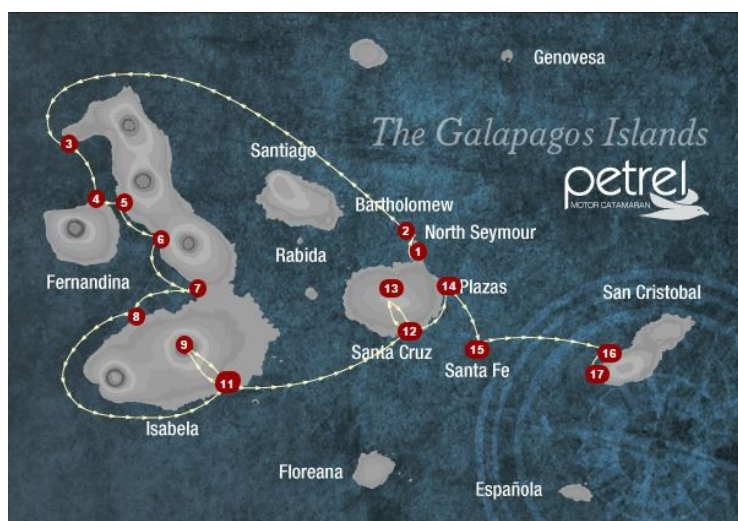 Genovesa
The Galapagos Islands
3
Santiago
petrel
MOTOR CATAMARAN
4
5
Bartholomew
2
North Seymour
6
1
Rabida
Fernandina
7
13
14
Plazas
San Cristobal
8
12
9
Santa Cruz
15
16
Santa Fe
17
11
Isabela
Floreana
Española